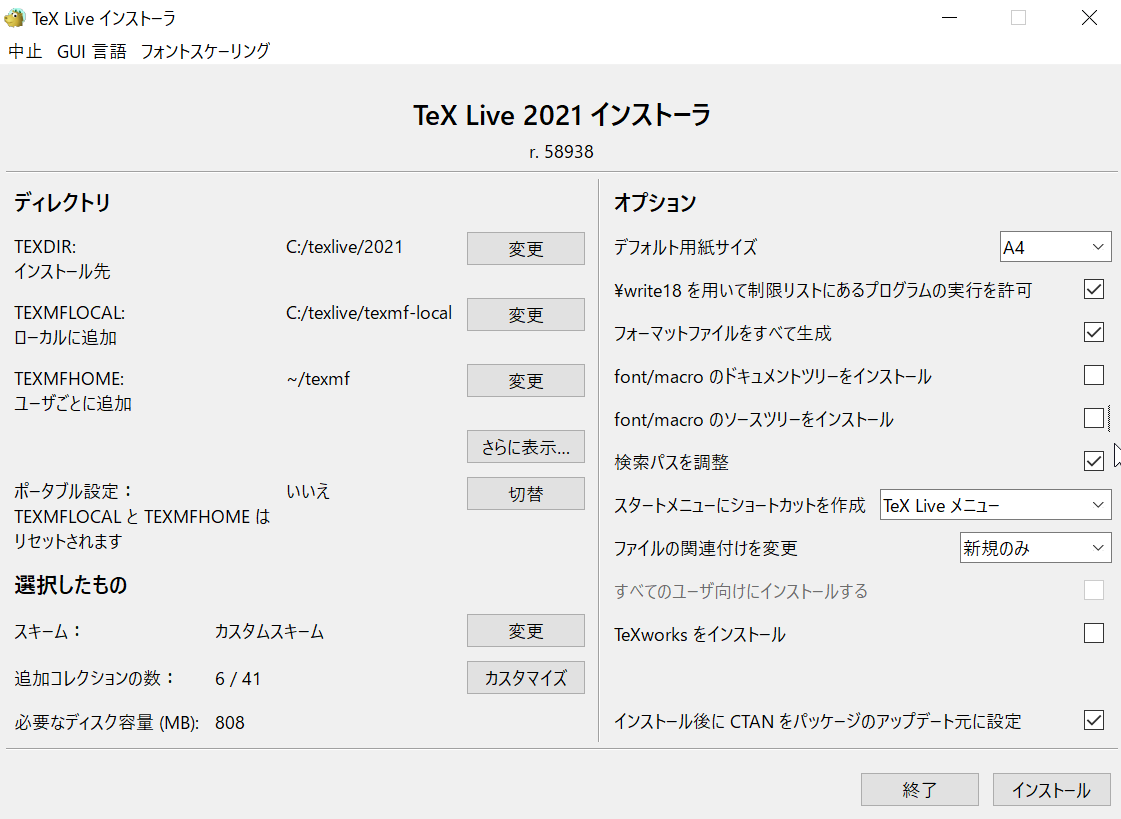 TeX Live インストーラ
中止 GUI 言語 フォントスケーリング
TeX Live 2021 インストーラ
r. 58938
ディレクトリ
TEXDIR: C:/texlive/2021 変更
インストール先
TEXMFLOCAL: C:/texlive/texmf-local 変更
ローカルに追加
TEXMFHOME: ~/texmf 変更
ユーザごとに追加
さらに表示...
ポータブル設定： いいえ 切替
TEXMFLOCAL と TEXMFHOME は
リセットされます
選択したもの
スキーム： カスタムスキーム 変更
追加コレクションの数： 6 / 41 カスタマイズ
必要なディスク容量 (MB): 808
オプション
デフォルト用紙サイズ A4
¥write18 を用いて制限リストにあるプログラムの実行を許可
フォーマットファイルをすべて生成
font/macro のドキュメントツリーをインストール
font/macro のソースツリーをインストール
検索パスを調整
スタートメニューにショートカットを作成 TeX Live メニュー
ファイルの関連付けを変更 新規のみ
すべてのユーザ向けにインストールする
TeXworks をインストール
インストール後に CTAN をパッケージのアップデート元に設定
終了 インストール